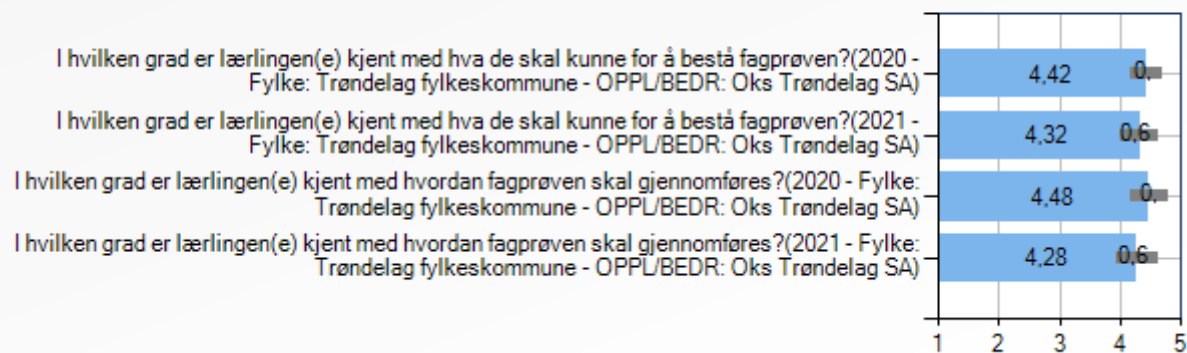 I hvilken grad er lærlingen(e) kjent med hva de skal kunne for å bestå fagprøven?(2020 -
Fylke: Trøndelag fylkeskommune - OPPL/BEDR: Oks Trøndelag SA)
4,42
0,
I hvilken grad er lærlingen(e) kjent med hva de skal kunne for å bestå fagprøven?(2021 -
Fylke: Trøndelag fylkeskommune - OPPL/BEDR: Oks Trøndelag SA)
4,32
0,6
I hvilken grad er lærlingen(e) kjent med hvordan fagprøven skal gjennomføres?(2020 - Fylke:
Trøndelag fylkeskommune - OPPL/BEDR: Oks Trøndelag SA)
4,48
0,
I hvilken grad er lærlingen(e) kjent med hvordan fagprøven skal gjennomføres?(2021 - Fylke:
Trøndelag fylkeskommune - OPPL/BEDR: Oks Trøndelag SA)
4,28
0,6
1 2 3 4 5